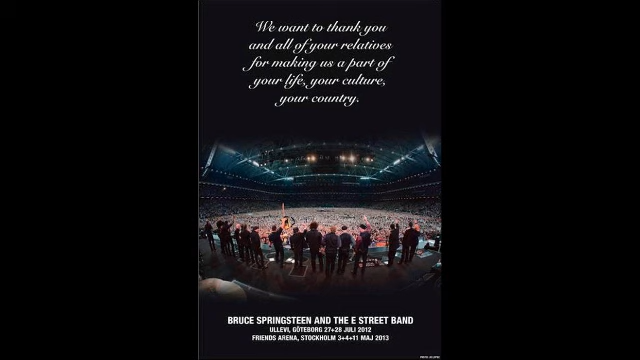 We want to thank you
and all of your relatives
for making us a part of
your life, your culture,
your country.
BRUCE SPRINGSTEEN AND THE E STREET BAND
ULLEVI, GÖTEBORG 27+28 JULI 2012
FRIENDS ARENA, STOCKHOLM 3+4+11 MAJ 2013